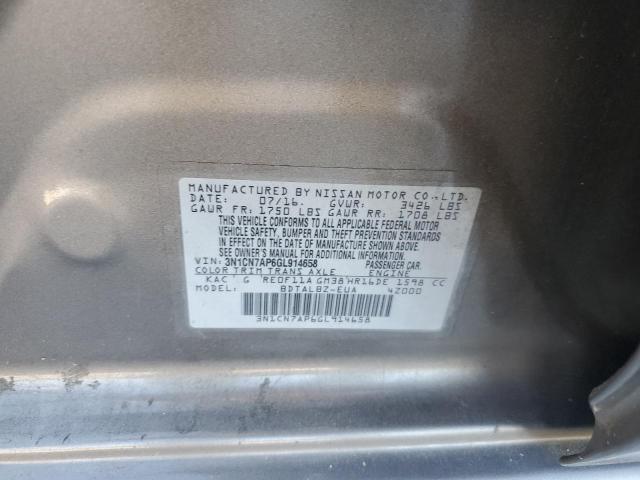 MANUFACTURED BY NISSAN MOTOR CO.,LTD.
DATE: 07/16. GVWR: 3426 LBS
GAWR FR: 1750 LBS GAWR RR: 1708 LBS
THIS VEHICLE CONFORMS TO ALL APPLICABLE FEDERAL MOTOR
VEHICLE SAFETY, BUMPER AND THEFT PREVENTION STANDARDS
IN EFFECT ON THE DATE OF MANUFACTURE SHOWN ABOVE.
SEE OWNER'S MANUAL FOR ADDITIONAL INFORMATION.
VIN: 3N1CN7AP6GL914658 PASSENGER CAR.
COLOR TRIM TRANS AXLE ENGINE
KAC G RE0F11A GM38 HR16DE 1598 CC
MODEL: BDTALBZ-EUA 4Z000
3N1CN7AP6GL914658